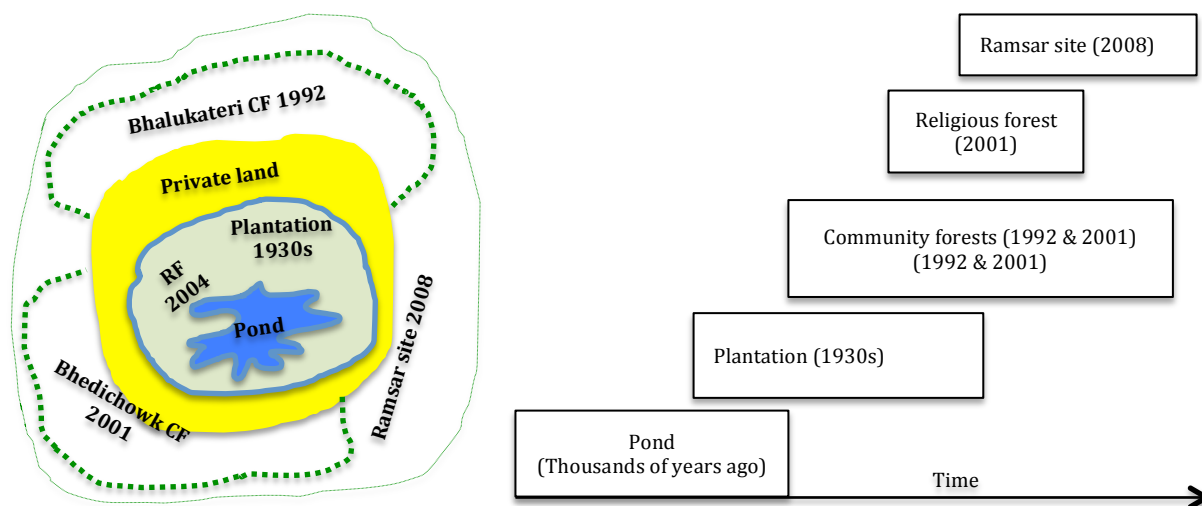 Bhalukateri CF 1992
Private land
Plantation
1930s
RF
2004
Pond
Bhedichowk CF
2001
Ramsar site 2008
Ramsar site (2008)
Religious forest
(2001)
Community forests (1992 & 2001)
(1992 & 2001)
Plantation (1930s)
Pond
(Thousands of years ago)
Time